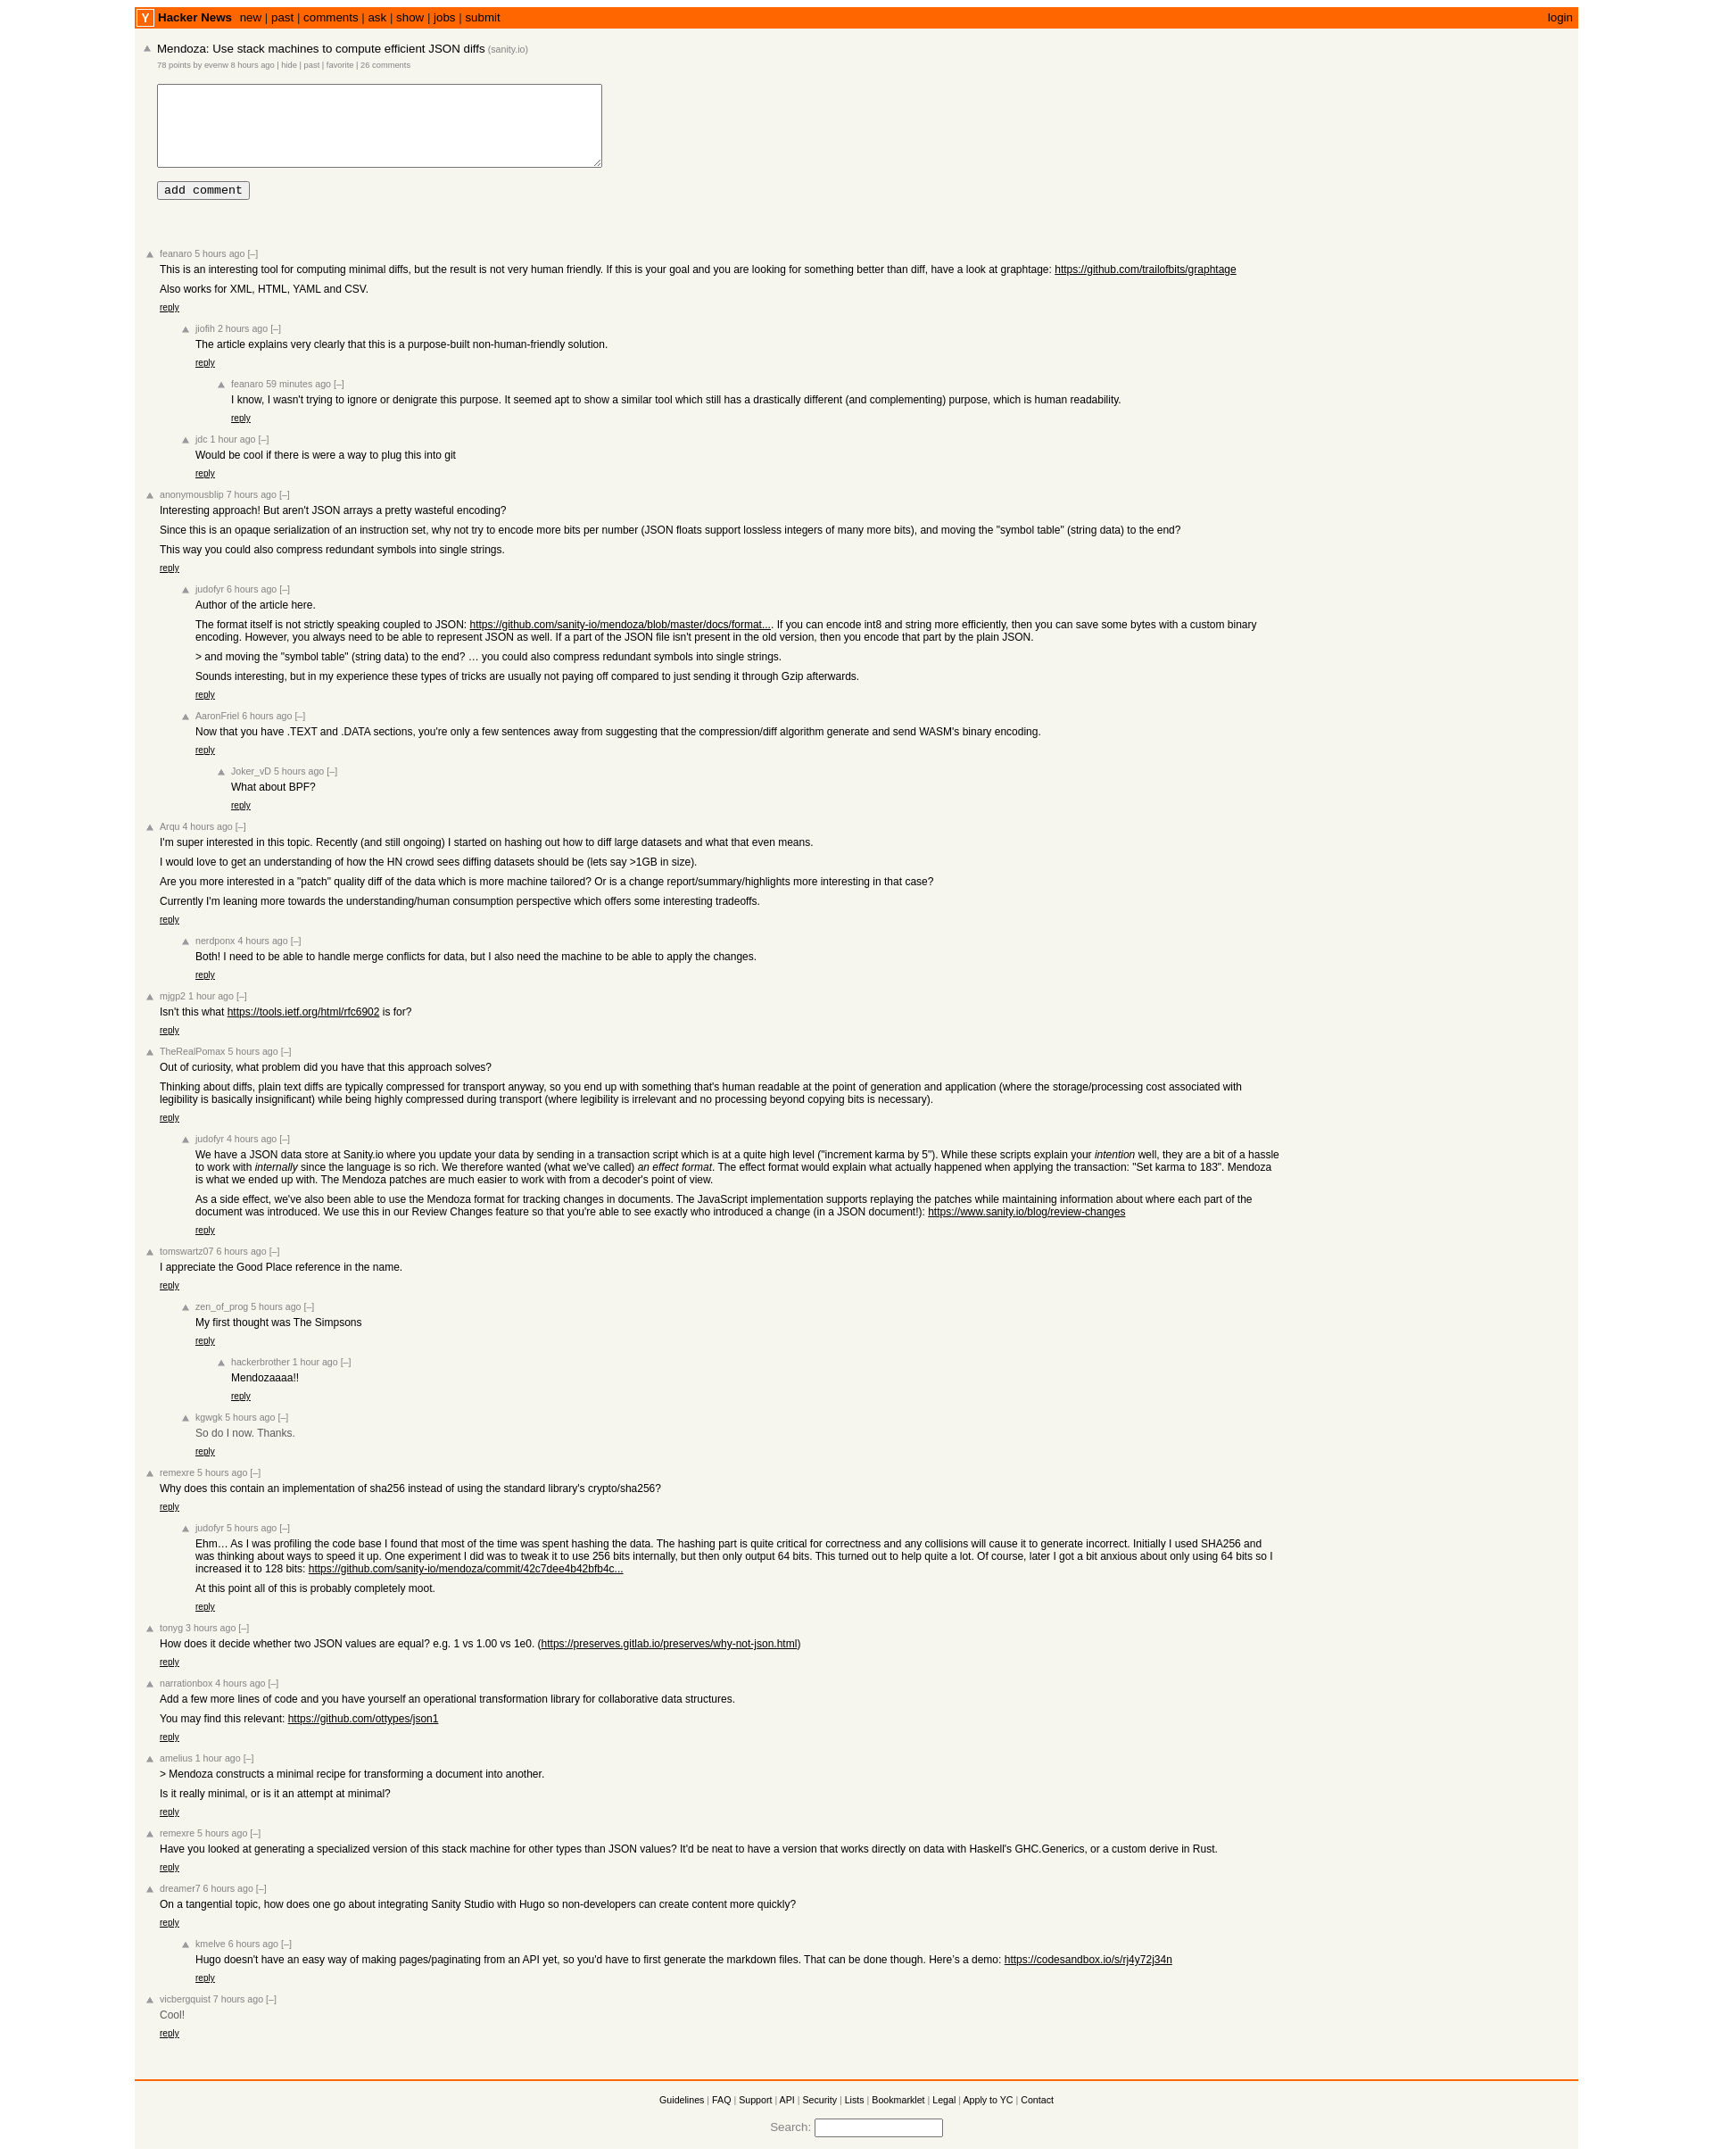 Y Hacker News new | past | comments | ask | show | jobs | submit login
Mendoza: Use stack machines to compute efficient JSON diffs (sanity.io)
78 points by evenw 8 hours ago | hide | past | favorite | 26 comments
add comment
feanaro 5 hours ago [–]
This is an interesting tool for computing minimal diffs, but the result is not very human friendly. If this is your goal and you are looking for something better than diff, have a look at graphtage: https://github.com/trailofbits/graphtage
Also works for XML, HTML, YAML and CSV.
reply
jiofih 2 hours ago [–]
The article explains very clearly that this is a purpose-built non-human-friendly solution.
reply
feanaro 59 minutes ago [–]
I know, I wasn't trying to ignore or denigrate this purpose. It seemed apt to show a similar tool which still has a drastically different (and complementing) purpose, which is human readability.
reply
jdc 1 hour ago [–]
Would be cool if there is were a way to plug this into git
reply
anonymousblip 7 hours ago [–]
Interesting approach! But aren't JSON arrays a pretty wasteful encoding?
Since this is an opaque serialization of an instruction set, why not try to encode more bits per number (JSON floats support lossless integers of many more bits), and moving the "symbol table" (string data) to the end?
This way you could also compress redundant symbols into single strings.
reply
judofyr 6 hours ago [–]
Author of the article here.
The format itself is not strictly speaking coupled to JSON: https://github.com/sanity-io/mendoza/blob/master/docs/format.... If you can encode int8 and string more efficiently, then you can save some bytes with a custom binary
encoding. However, you always need to be able to represent JSON as well. If a part of the JSON file isn't present in the old version, then you encode that part by the plain JSON.
> and moving the "symbol table" (string data) to the end? … you could also compress redundant symbols into single strings.
Sounds interesting, but in my experience these types of tricks are usually not paying off compared to just sending it through Gzip afterwards.
reply
AaronFriel 6 hours ago [–]
Now that you have .TEXT and .DATA sections, you're only a few sentences away from suggesting that the compression/diff algorithm generate and send WASM's binary encoding.
reply
Joker_vD 5 hours ago [–]
What about BPF?
reply
Arqu 4 hours ago [–]
I'm super interested in this topic. Recently (and still ongoing) I started on hashing out how to diff large datasets and what that even means.
I would love to get an understanding of how the HN crowd sees diffing datasets should be (lets say >1GB in size).
Are you more interested in a "patch" quality diff of the data which is more machine tailored? Or is a change report/summary/highlights more interesting in that case?
Currently I'm leaning more towards the understanding/human consumption perspective which offers some interesting tradeoffs.
reply
nerdponx 4 hours ago [–]
Both! I need to be able to handle merge conflicts for data, but I also need the machine to be able to apply the changes.
reply
mjgp2 1 hour ago [–]
Isn't this what https://tools.ietf.org/html/rfc6902 is for?
reply
TheRealPomax 5 hours ago [–]
Out of curiosity, what problem did you have that this approach solves?
Thinking about diffs, plain text diffs are typically compressed for transport anyway, so you end up with something that's human readable at the point of generation and application (where the storage/processing cost associated with
legibility is basically insignificant) while being highly compressed during transport (where legibility is irrelevant and no processing beyond copying bits is necessary).
reply
judofyr 4 hours ago [–]
We have a JSON data store at Sanity.io where you update your data by sending in a transaction script which is at a quite high level ("increment karma by 5"). While these scripts explain your intention well, they are a bit of a hassle
to work with internally since the language is so rich. We therefore wanted (what we've called) an effect format. The effect format would explain what actually happened when applying the transaction: "Set karma to 183". Mendoza
is what we ended up with. The Mendoza patches are much easier to work from a decoder's point of view.
As a side effect, we've also been able to use the Mendoza format for tracking changes in documents. The JavaScript implementation supports replaying the patches while maintaining information about where each part of the
document was introduced. We use this in our Review Changes feature so that you're able to see exactly who introduced a change (in a JSON document!): https://www.sanity.io/blog/review-changes
reply
tomswartz07 6 hours ago [–]
I appreciate the Good Place reference in the name.
reply
zen_of_prog 5 hours ago [–]
My first thought was The Simpsons
reply
hackerbrother 1 hour ago [–]
Mendozaaaa!!
reply
kgwgk 5 hours ago [–]
So do I now. Thanks.
reply
remexre 5 hours ago [–]
Why does this contain an implementation of sha256 instead of using the standard library's crypto/sha256?
reply
judofyr 5 hours ago [–]
Ehm… As I was profiling the code base I found that most of the time was spent hashing the data. The hashing part is quite critical for correctness and any collisions will cause it to generate incorrect. Initially I used SHA256 and
was thinking about ways to speed it up. One experiment I did was to tweak it to use 256 bits internally, but then only output 64 bits. This turned out to help quite a lot. Of course, later I got a bit anxious about only using 64 bits so I
increased it to 128 bits: https://github.com/sanity-io/mendoza/commit/42c7dee4b42bfb4c...
At this point all of this is probably completely moot.
reply
tonyg 3 hours ago [–]
How does it decide whether two JSON values are equal? e.g. 1 vs 1.00 vs 1e0. (https://preserves.gitlab.io/preserves/why-not-json.html)
reply
narrationbox 4 hours ago [–]
Add a few more lines of code and you have yourself an operational transformation library for collaborative data structures.
You may find this relevant: https://github.com/ottypes/json1
reply
amelius 1 hour ago [–]
> Mendoza constructs a minimal recipe for transforming a document into another.
Is it really minimal, or is it an attempt at minimal?
reply
remexre 5 hours ago [–]
Have you looked at generating a specialized version of this stack machine for other types than JSON values? It'd be neat to have a version that works directly on data with Haskell's GHC.Generics, or a custom derive in Rust.
reply
dreamer7 6 hours ago [–]
On a tangential topic, how does one go about integrating Sanity Studio with Hugo so non-developers can create content more quickly?
reply
kmelve 6 hours ago [–]
Hugo doesn't have an easy way of making pages/paginating from an API yet, so you'd have to first generate the markdown files. That can be done though. Here's a demo: https://codesandbox.io/s/rj4y72j34n
reply
vicbergquist 7 hours ago [–]
Cool!
reply
Guidelines | FAQ | Support | API | Security | Lists | Bookmarklet | Legal | Apply to YC | Contact
Search: